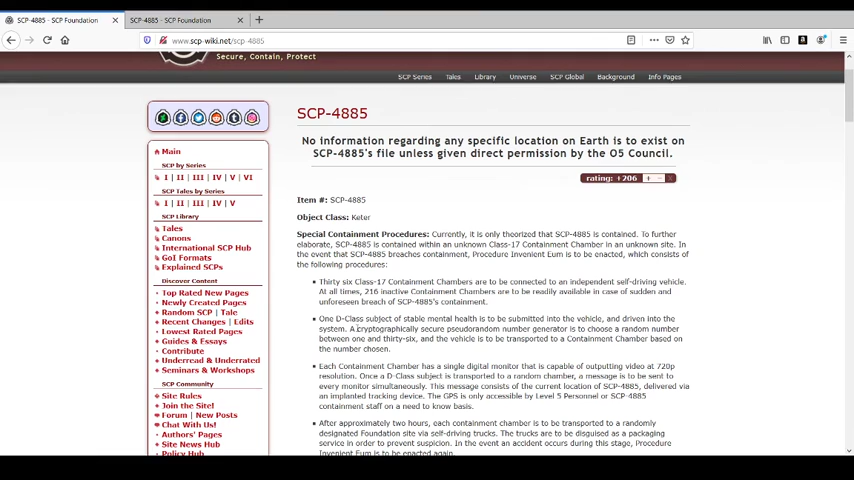 SCP-4885 - SCP Foundation
SCP-4885 - SCP Foundation
www.scp-wiki.net/scp-4885
Secure, Contain, Protect
SCP Series Tales Library Universe SCP Global Background Info Pages
Main
SCP by Series
I | II | III | IV | V | VI
SCP Tales by Series
I | II | III | IV | V
SCP Library
Tales
Canons
International SCP Hub
GoI Formats
Explained SCPs
Discover Content
Top Rated New Pages
Newly Created Pages
Random SCP | Tale
Recent Changes | Edits
Lowest Rated Pages
Guides & Essays
Contribute
Underread & Underrated
Seminars & Workshops
SCP Community
Site Rules
Join the Site!
Forum | New Posts
Chat With Us!
Authors' Pages
Site News Hub
Policy Hub
SCP-4885
No information regarding any specific location on Earth is to exist on
SCP-4885's file unless given direct permission by the O5 Council.
rating: +206 + – x
Item #: SCP-4885
Object Class: Keter
Special Containment Procedures: Currently, it is only theorized that SCP-4885 is contained. To further
elaborate, SCP-4885 is contained within an unknown Class-17 Containment Chamber in an unknown site. In
the event that SCP-4885 breaches containment, Procedure Invenient Eum is to be enacted, which consists of
the following procedures:
Thirty six Class-17 Containment Chambers are to be connected to an independent self-driving vehicle.
At all times, 216 inactive Containment Chambers are to be readily available in case of sudden and
unforeseen breach of SCP-4885's containment.
One D-Class subject of stable mental health is to be submitted into the vehicle, and driven into the
system. A cryptographically secure pseudorandom number generator is to choose a random number
between one and thirty-six, and the vehicle is to be transported to a Containment Chamber based on
the number chosen.
Each Containment Chamber has a single digital monitor that is capable of outputting video at 720p
resolution. Once a D-Class subject is transported to a random chamber, a message is to be sent to
every monitor simultaneously. This message consists of the current location of SCP-4885, delivered via
an implanted tracking device. The GPS is only accessible by Level 5 Personnel or SCP-4885
containment staff on a need to know basis.
After approximately two hours, each containment chamber is to be transported to a randomly
designated Foundation site via self-driving trucks. The trucks are to be disguised as a packaging
service in order to prevent suspicion. In the event an accident occurs during this stage, Procedure
Invenient Eum is to be enacted again.